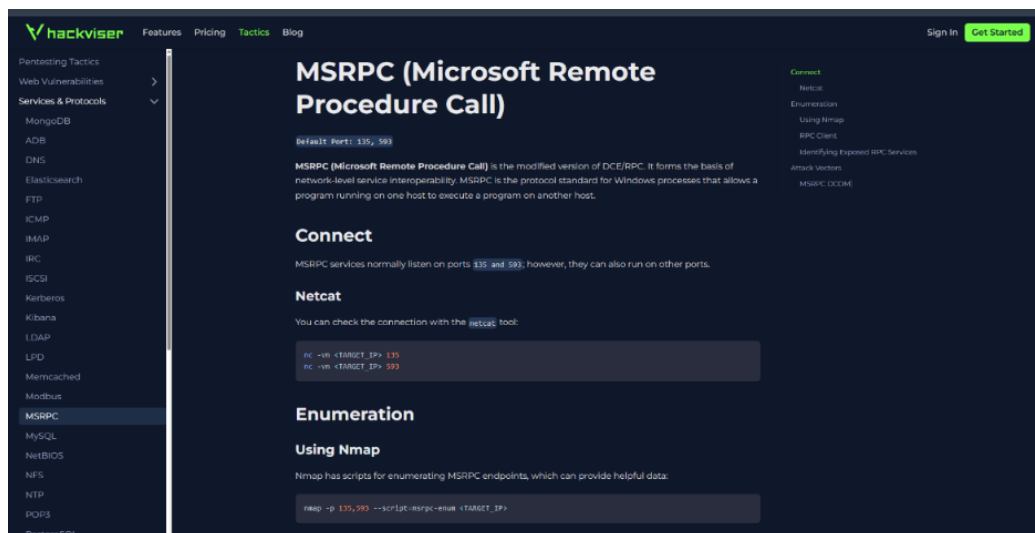 hackviser
Features Pricing Tactics Blog
Sign In Get Started
Pentesting Tactics
Web Vulnerabilities
Services & Protocols
MongoDB
ADB
DNS
Elasticsearch
FTP
ICMP
IMAP
IRC
ISCSI
Kerberos
Kibana
LDAP
LPD
Memcached
Modbus
MSRPC
MySQL
NetBIOS
NFS
NTP
POP3
MSRPC (Microsoft Remote
Procedure Call)
Default Port: 135, 593
MSRPC (Microsoft Remote Procedure Call) is the modified version of DCE/RPC. It forms the basis of
network-level service interoperability. MSRPC is the protocol standard for Windows processes that allows a
program running on one host to execute a program on another host.
Connect
MSRPC services normally listen on ports 135 and 593; however, they can also run on other ports.
Netcat
You can check the connection with the netcat tool:
nc -vn <TARGET_IP> 135
nc -vn <TARGET_IP> 593
Enumeration
Using Nmap
Nmap has scripts for enumerating MSRPC endpoints, which can provide helpful data:
nmap -p 135,593 --script=msrpc-enum <TARGET_IP>
Connect
Netcat
Enumeration
Using Nmap
RPC Client
Identifying Exposed RPC Services
Attack Vectors
MSRPC DCOM